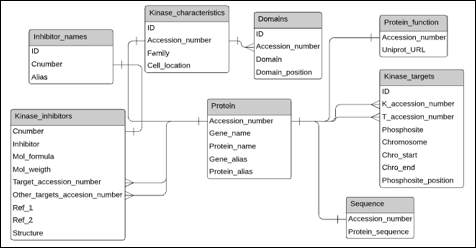 Inhibitor_names
ID
Cnumber
Alias
Kinase_characteristics
ID
Accession_number
Family
Cell_location
Domains
ID
Accession_number
Domain
Domain_position
Protein_function
Accession_number
Uniprot_URL
Kinase_targets
ID
K_accession_number
T_accession_number
Phosphosite
Chromosome
Chro_start
Chro_end
Phosphosite_position
Kinase_inhibitors
Cnumber
Inhibitor
Mol_formula
Mol_weigth
Target_accession_number
Other_targets_accesion_number
Ref_1
Ref_2
Structure
Protein
Accession_number
Gene_name
Protein_name
Gene_alias
Protein_alias
Sequence
Accession_number
Protein_sequence